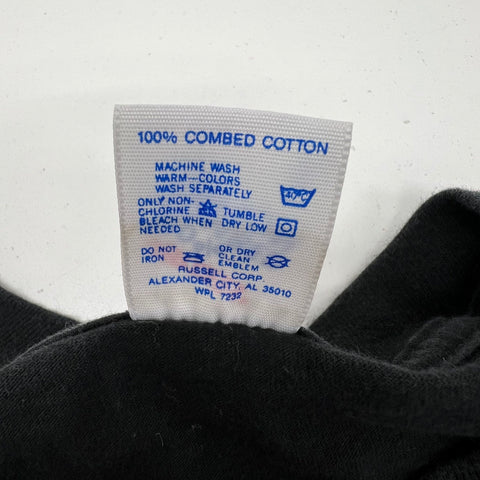 100% COMBED COTTON
MACHINE WASH
WARM-COLORS
WASH SEPARATELY
40°C
ONLY NON-
CHLORINE
BLEACH WHEN
NEEDED
TUMBLE
DRY LOW
DO NOT
IRON
OR DRY
CLEAN
EMBLEM
RUSSELL CORP.
ALEXANDER CITY, AL 35010
WPL 7232